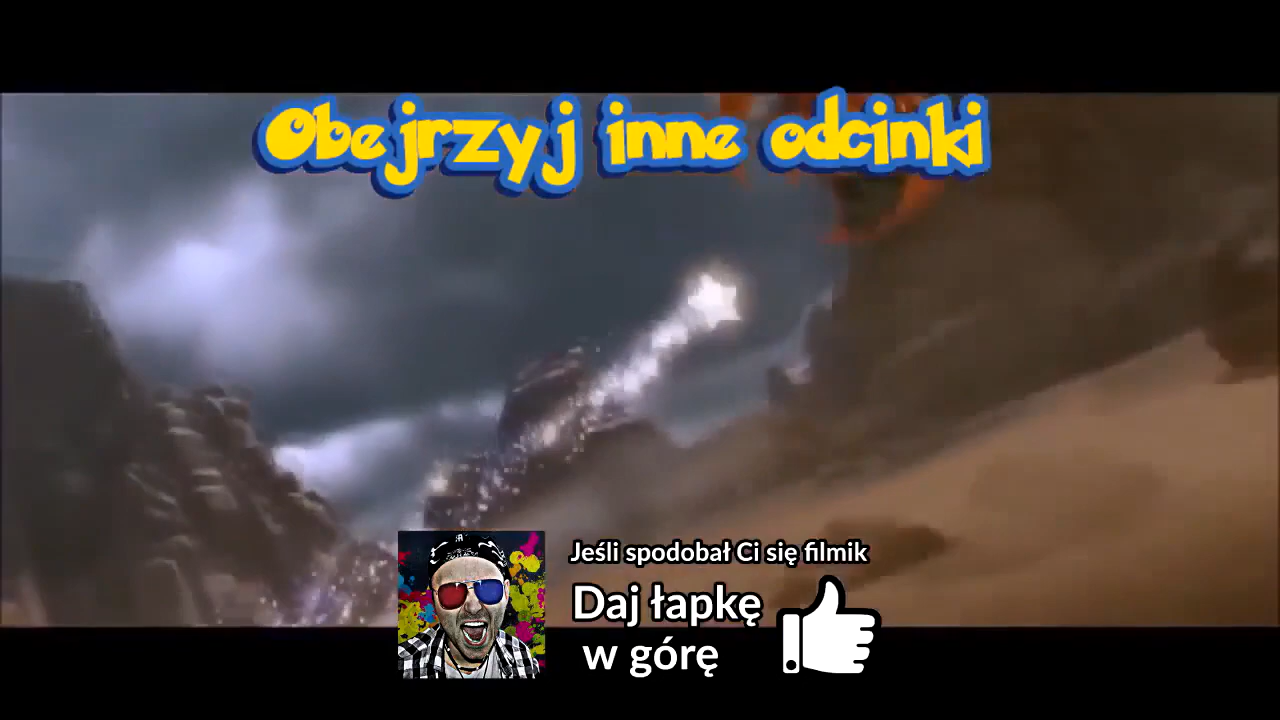 Obejrzyj inne odcinki
Jeśli spodobał Ci się filmik
Daj łapkę
w górę